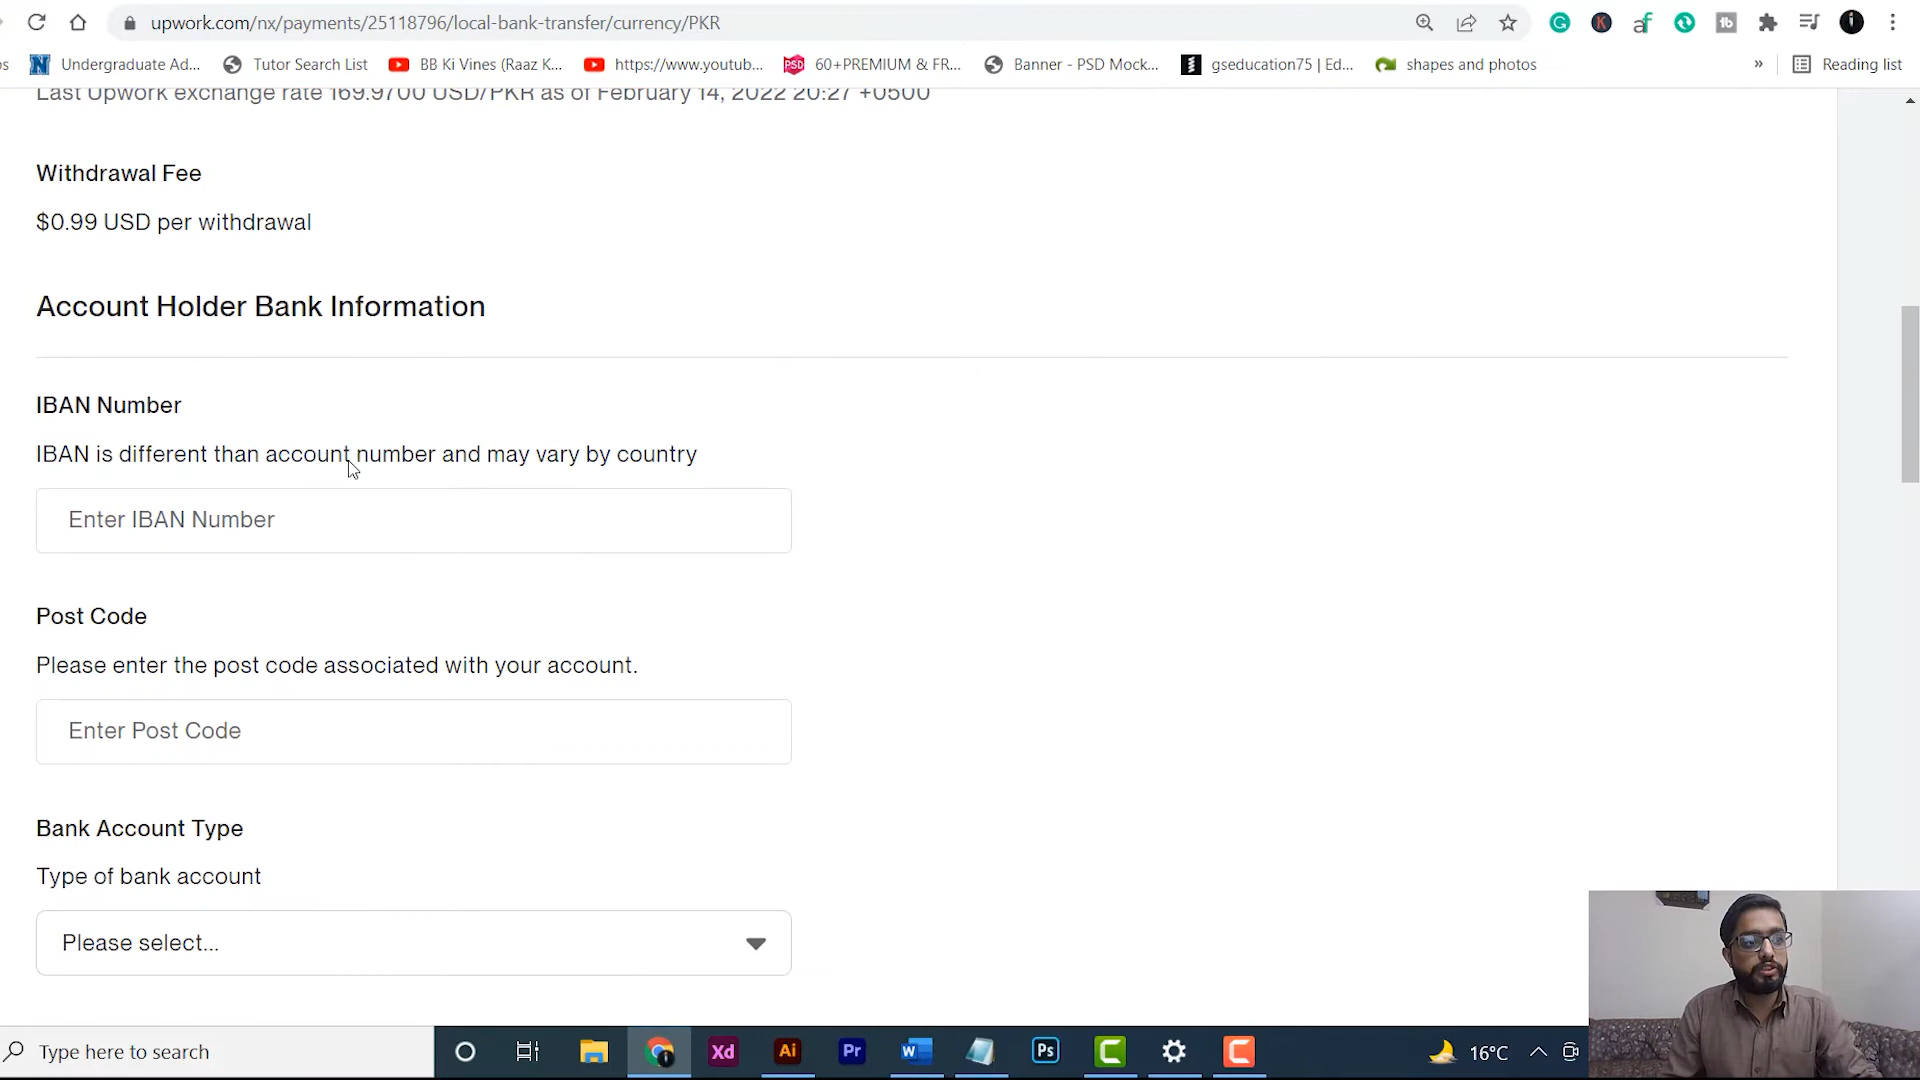 upwork.com/nx/payments/25118796/local-bank-transfer/currency/PKR
Undergraduate Ad...
Tutor Search List
BB Ki Vines (Raaz K...
https://www.youtub...
PSD
60+PREMIUM & FR...
Banner - PSD Mock...
gseducation75 | Ed...
shapes and photos
»
Reading list
Last Upwork exchange rate 169.9700 USD/PKR as of February 14, 2022 20:27 +0500
Withdrawal Fee
$0.99 USD per withdrawal
Account Holder Bank Information
IBAN Number
IBAN is different than account number and may vary by country
Enter IBAN Number
Post Code
Please enter the post code associated with your account.
Enter Post Code
Bank Account Type
Type of bank account
Please select...
Type here to search
Xd
Ai
Pr
W
Ps
16°C